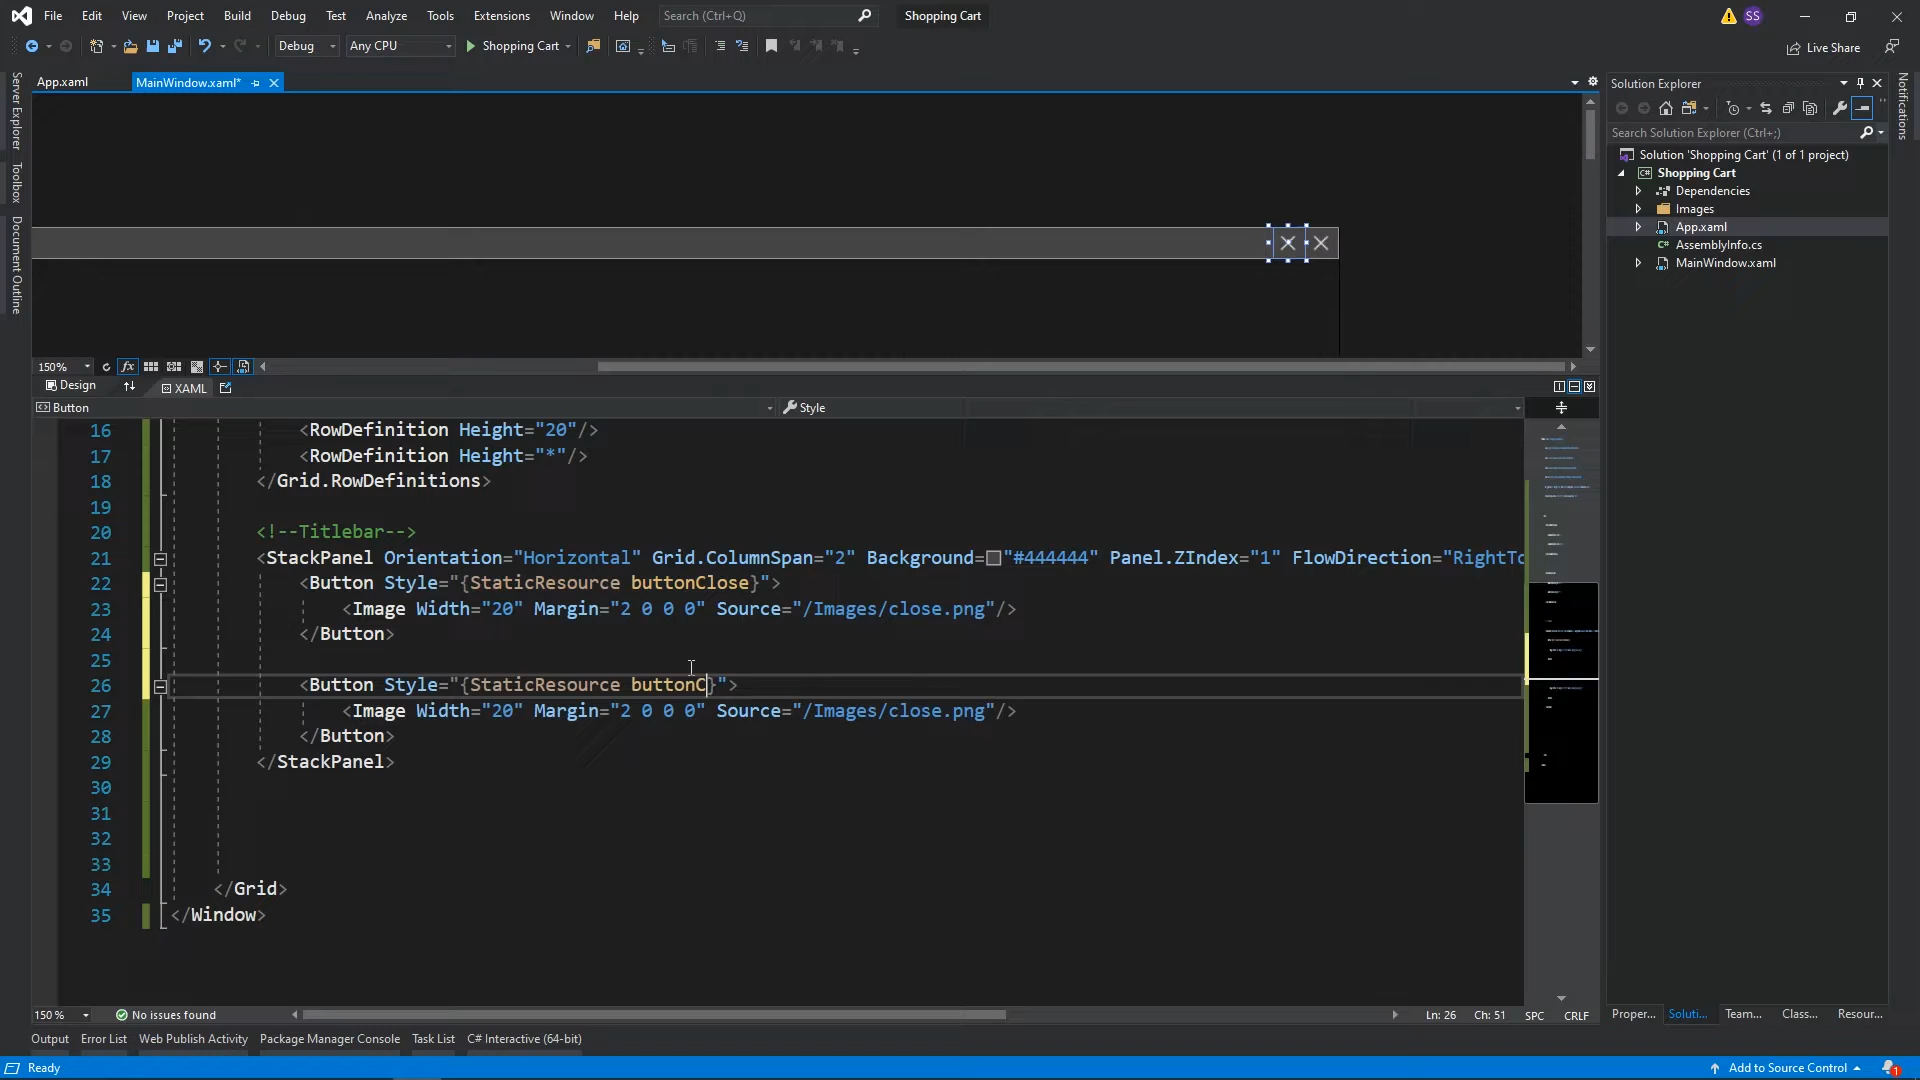 File Edit View Project Build Debug Test Analyze Tools Extensions Window Help Search (Ctrl+Q) Shopping Cart SS
Debug Any CPU Shopping Cart Live Share
App.xaml MainWindow.xaml*
Server Explorer
Toolbox
Document Outline
150% fx
Design XAML
Button Style
16 <RowDefinition Height="20"/>
17 <RowDefinition Height="*"/>
18 </Grid.RowDefinitions>
19
20 <!--Titlebar-->
21 <StackPanel Orientation="Horizontal" Grid.ColumnSpan="2" Background="#444444" Panel.ZIndex="1" FlowDirection="RightTo
22 <Button Style="{StaticResource buttonClose}">
23 <Image Width="20" Margin="2 0 0 0" Source="/Images/close.png"/>
24 </Button>
25
26 <Button Style="{StaticResource buttonC}">
27 <Image Width="20" Margin="2 0 0 0" Source="/Images/close.png"/>
28 </Button>
29 </StackPanel>
30
31
32
33
34 </Grid>
35 </Window>
150 % No issues found Ln: 26 Ch: 51 SPC CRLF
Output Error List Web Publish Activity Package Manager Console Task List C# Interactive (64-bit)
Ready Add to Source Control 1
Solution Explorer
Search Solution Explorer (Ctrl+;)
Solution 'Shopping Cart' (1 of 1 project)
C# Shopping Cart
Dependencies
Images
App.xaml
C# AssemblyInfo.cs
MainWindow.xaml
Proper... Soluti... Team... Class... Resour...
Notifications